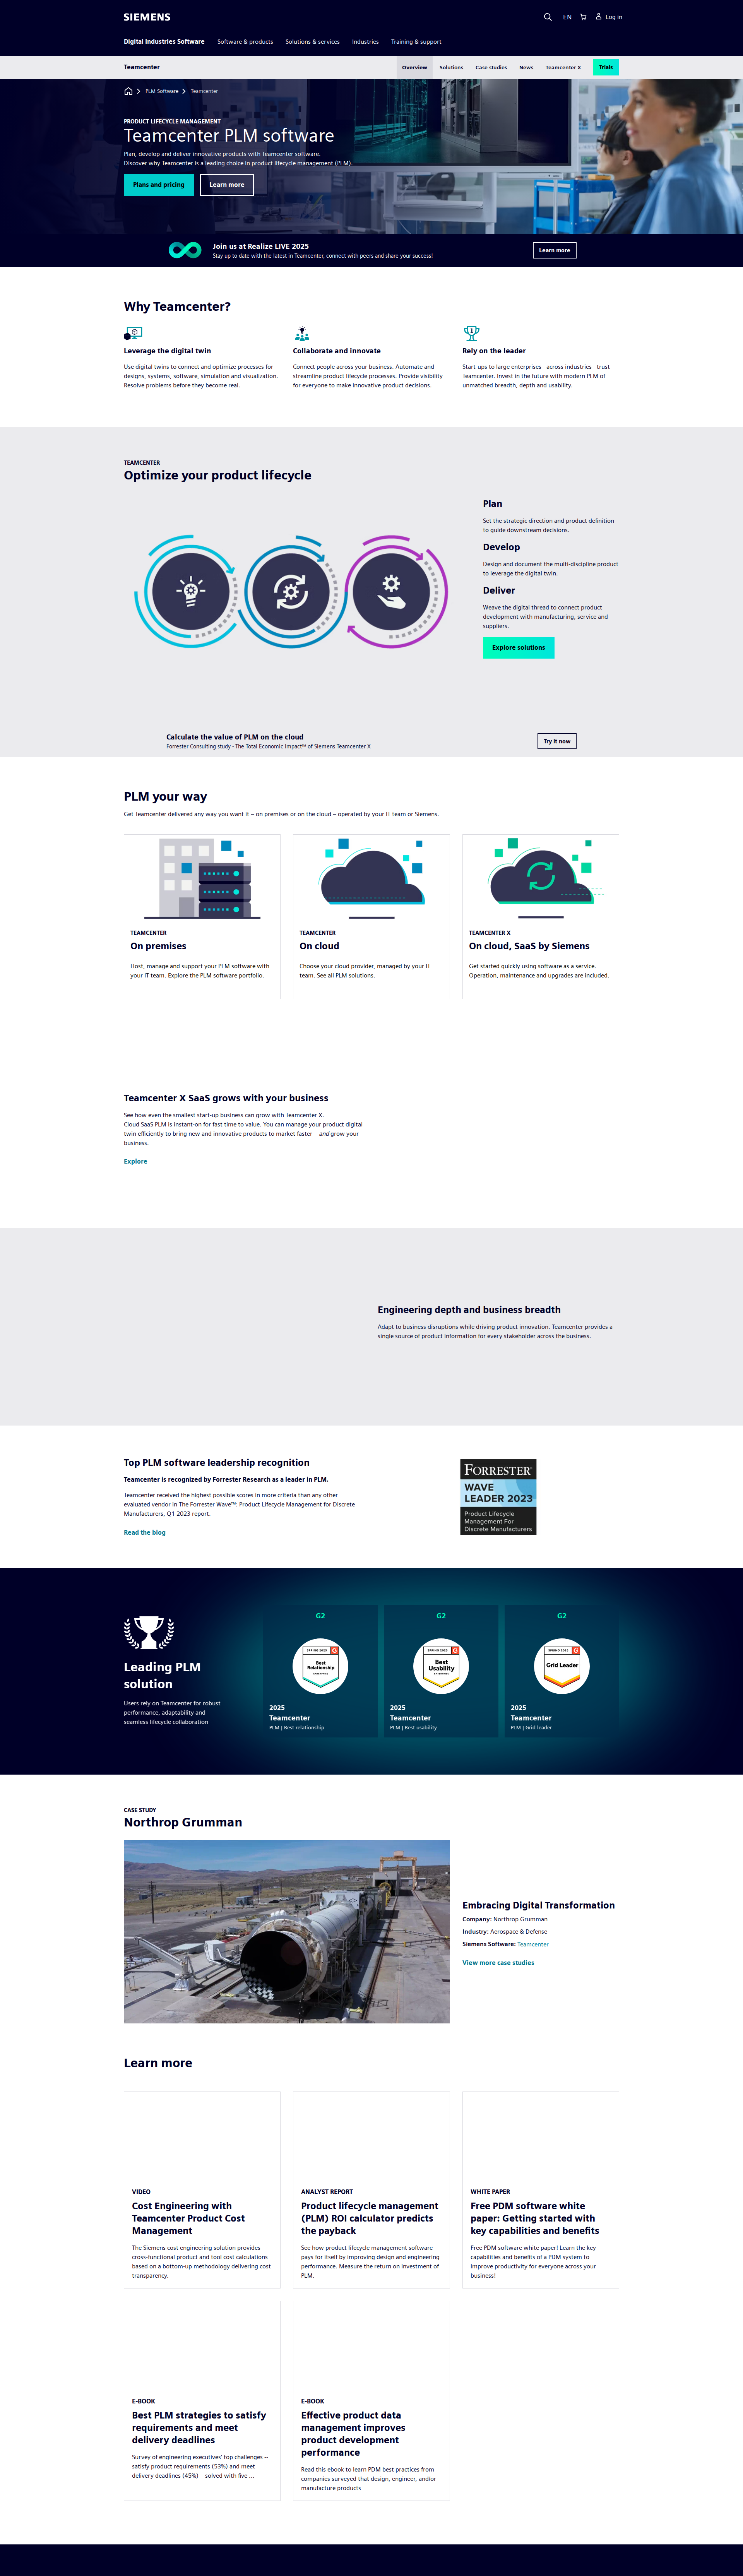 SIEMENS
EN
Log in
Digital Industries Software
Software & products
Solutions & services
Industries
Training & support
Teamcenter
Overview
Solutions
Case studies
News
Teamcenter X
Trials
PLM Software
Teamcenter
PRODUCT LIFECYCLE MANAGEMENT
Teamcenter PLM software
Plan, develop and deliver innovative products with Teamcenter software.
Discover why Teamcenter is a leading choice in product lifecycle management (PLM).
Plans and pricing
Learn more
Join us at Realize LIVE 2025
Stay up to date with the latest in Teamcenter, connect with peers and share your success!
Learn more
Why Teamcenter?
Leverage the digital twin
Use digital twins to connect and optimize processes for
designs, systems, software, simulation and visualization.
Resolve problems before they become real.
Collaborate and innovate
Connect people across your business. Automate and
streamline product lifecycle processes. Provide visibility
for everyone to make innovative product decisions.
1
Rely on the leader
Start-ups to large enterprises - across industries - trust
Teamcenter. Invest in the future with modern PLM of
unmatched breadth, depth and usability.
TEAMCENTER
Optimize your product lifecycle
Plan
Set the strategic direction and product definition
to guide downstream decisions.
Develop
Design and document the multi-discipline product
to leverage the digital twin.
Deliver
Weave the digital thread to connect product
development with manufacturing, service and
suppliers.
Explore solutions
Calculate the value of PLM on the cloud
Forrester Consulting study - The Total Economic Impact™ of Siemens Teamcenter X
Try it now
PLM your way
Get Teamcenter delivered any way you want it – on premises or on the cloud – operated by your IT team or Siemens.
TEAMCENTER
On premises
Host, manage and support your PLM software with
your IT team. Explore the PLM software portfolio.
TEAMCENTER
On cloud
Choose your cloud provider, managed by your IT
team. See all PLM solutions.
TEAMCENTER X
On cloud, SaaS by Siemens
Get started quickly using software as a service.
Operation, maintenance and upgrades are included.
Teamcenter X SaaS grows with your business
See how even the smallest start-up business can grow with Teamcenter X.
Cloud SaaS PLM is instant-on for fast time to value. You can manage your product digital
twin efficiently to bring new and innovative products to market faster – and grow your
business.
Explore
Engineering depth and business breadth
Adapt to business disruptions while driving product innovation. Teamcenter provides a
single source of product information for every stakeholder across the business.
Top PLM software leadership recognition
Teamcenter is recognized by Forrester Research as a leader in PLM.
Teamcenter received the highest possible scores in more criteria than any other
evaluated vendor in The Forrester Wave™: Product Lifecycle Management for Discrete
Manufacturers, Q1 2023 report.
Read the blog
FORRESTER
WAVE
LEADER 2023
Product Lifecycle
Management For
Discrete Manufacturers
Leading PLM
solution
Users rely on Teamcenter for robust
performance, adaptability and
seamless lifecycle collaboration
G2
SPRING 2025
Best
Relationship
ENTERPRISE
2025
Teamcenter
PLM | Best relationship
G2
SPRING 2025
Best
Usability
ENTERPRISE
2025
Teamcenter
PLM | Best usability
G2
SPRING 2025
Grid Leader
2025
Teamcenter
PLM | Grid leader
CASE STUDY
Northrop Grumman
Embracing Digital Transformation
Company: Northrop Grumman
Industry: Aerospace & Defense
Siemens Software: Teamcenter
View more case studies
Learn more
VIDEO
Cost Engineering with
Teamcenter Product Cost
Management
The Siemens cost engineering solution provides
cross-functional product and tool cost calculations
based on a bottom-up methodology delivering cost
transparency.
ANALYST REPORT
Product lifecycle management
(PLM) ROI calculator predicts
the payback
See how product lifecycle management software
pays for itself by improving design and engineering
performance. Measure the return on investment of
PLM.
WHITE PAPER
Free PDM software white
paper: Getting started with
key capabilities and benefits
Free PDM software white paper! Learn the key
capabilities and benefits of a PDM system to
improve productivity for everyone across your
business!
E-BOOK
Best PLM strategies to satisfy
requirements and meet
delivery deadlines
Survey of engineering executives' top challenges --
satisfy product requirements (53%) and meet
delivery deadlines (45%) – solved with five ...
E-BOOK
Effective product data
management improves
product development
performance
Read this ebook to learn PDM best practices from
companies surveyed that design, engineer, and/or
manufacture products